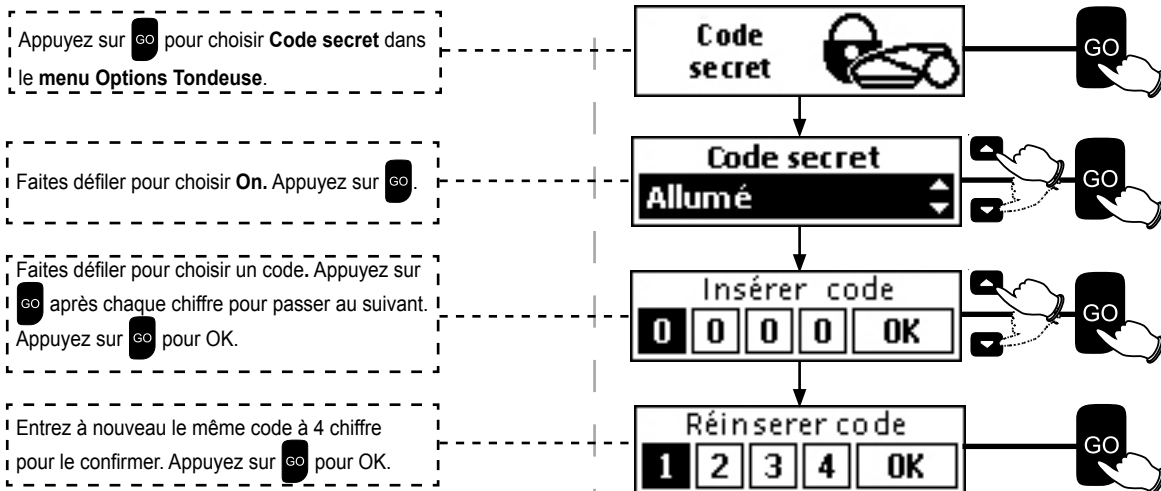 Appuyez sur GO pour choisir Code secret dans
le menu Options Tondeuse.
Code
secret
GO
Faites défiler pour choisir On. Appuyez sur GO.
Code secret
Allumé
GO
Faites défiler pour choisir un code. Appuyez sur
GO après chaque chiffre pour passer au suivant.
Appuyez sur GO pour OK.
Insérer code
0 0 0 0 OK
GO
Entrez à nouveau le même code à 4 chiffre
pour le confirmer. Appuyez sur GO pour OK.
Réinserer code
1 2 3 4 OK
GO